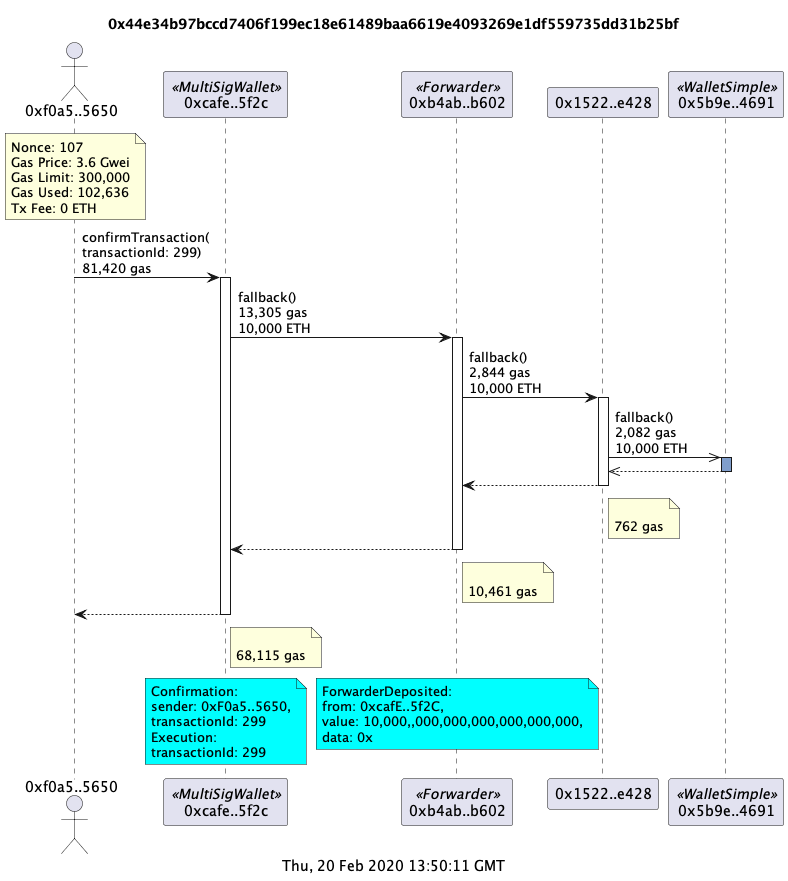 0x44e34b97bccd7406f199ec18e61489baa6619e4093269e1df559735dd31b25bf
0xf0a5..5650
«MultiSigWallet»
0xcafe..5f2c
«Forwarder»
0xb4ab..b602
0x1522..e428
«WalletSimple»
0x5b9e..4691
Nonce: 107
Gas Price: 3.6 Gwei
Gas Limit: 300,000
Gas Used: 102,636
Tx Fee: 0 ETH
confirmTransaction(
transactionId: 299)
81,420 gas
fallback()
13,305 gas
10,000 ETH
fallback()
2,844 gas
10,000 ETH
fallback()
2,082 gas
10,000 ETH
762 gas
10,461 gas
68,115 gas
Confirmation:
sender: 0xF0a5..5650,
transactionId: 299
Execution:
transactionId: 299
ForwarderDeposited:
from: 0xcafE..5f2C,
value: 10,000,,000,000,000,000,000,000,
data: 0x
0xf0a5..5650
«MultiSigWallet»
0xcafe..5f2c
«Forwarder»
0xb4ab..b602
0x1522..e428
«WalletSimple»
0x5b9e..4691
Thu, 20 Feb 2020 13:50:11 GMT